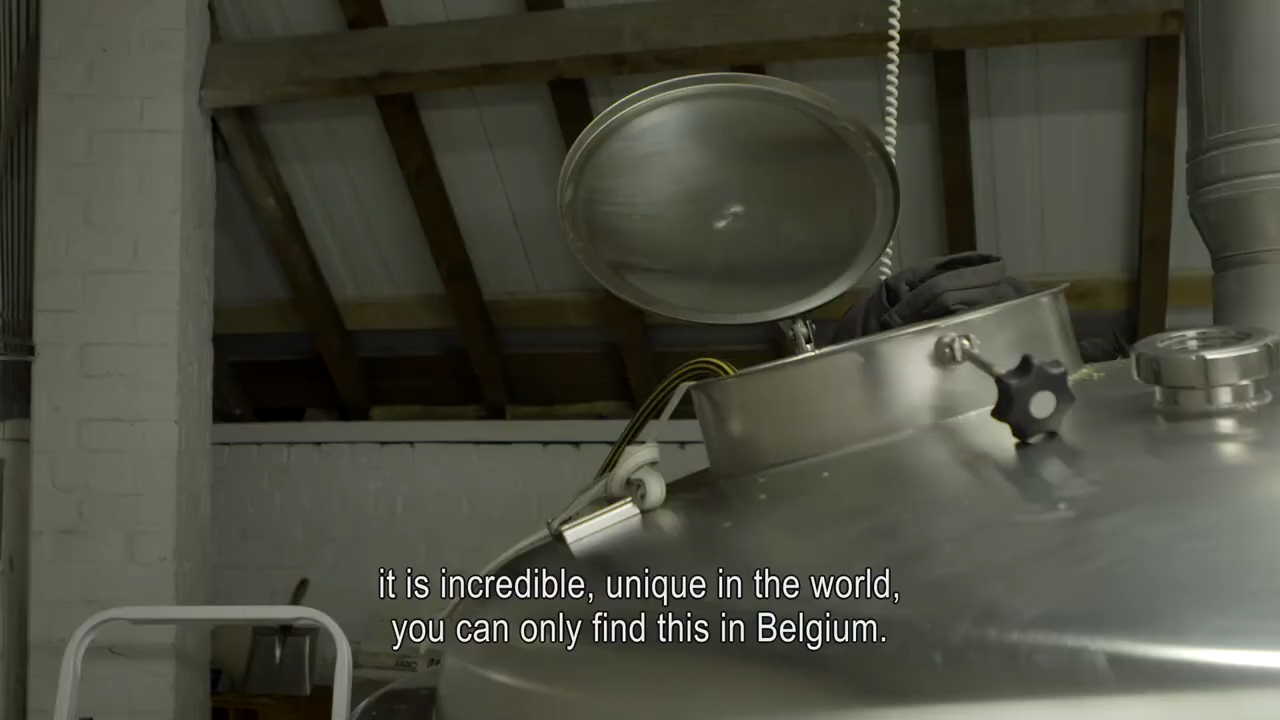 it is incredible, unique in the world,
you can only find this in Belgium.